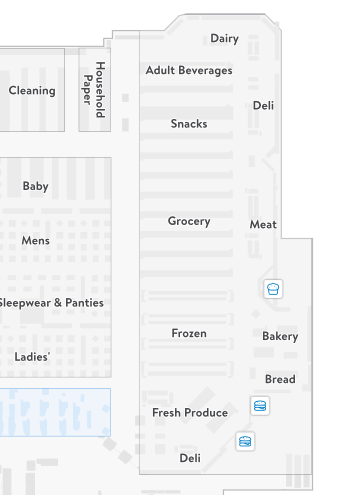 Dairy
Adult Beverages
Cleaning
Household
Paper
Deli
Snacks
Baby
Grocery
Meat
Mens
Sleepwear & Panties
Frozen
Bakery
Ladies'
Bread
Fresh Produce
Deli